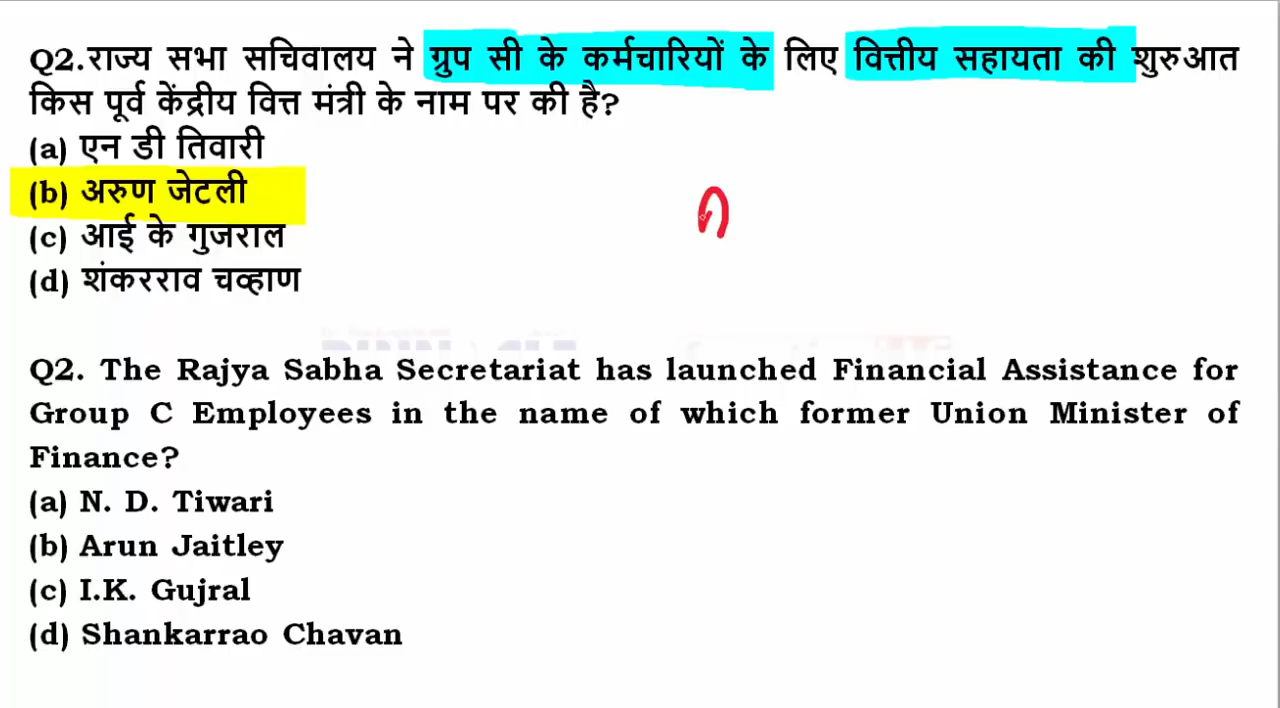 Q2.राज्य सभा सचिवालय ने ग्रुप सी के कर्मचारियों के लिए वित्तीय सहायता की शुरुआत
किस पूर्व केंद्रीय वित्त मंत्री के नाम पर की है?
(a) एन डी तिवारी
(b) अरुण जेटली
(c) आई के गुजराल
(d) शंकरराव चव्हाण
Q2. The Rajya Sabha Secretariat has launched Financial Assistance for
Group C Employees in the name of which former Union Minister of
Finance?
(a) N. D. Tiwari
(b) Arun Jaitley
(c) I.K. Gujral
(d) Shankarrao Chavan